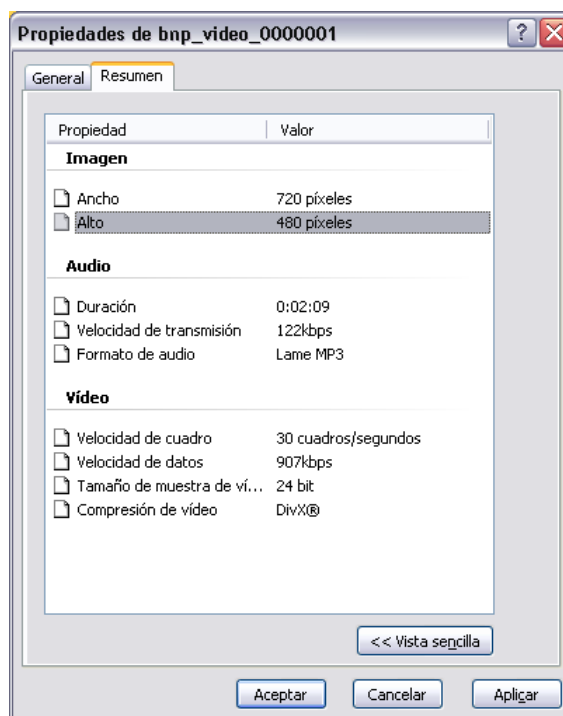 Propiedades de bnp_video_0000001
General Resumen
Propiedad Valor
Imagen
Ancho 720 píxeles
Alto 480 píxeles
Audio
Duración 0:02:09
Velocidad de transmisión 122kbps
Formato de audio Lame MP3
Vídeo
Velocidad de cuadro 30 cuadros/segundos
Velocidad de datos 907kbps
Tamaño de muestra de ví... 24 bit
Compresión de vídeo DivX®
<< Vista sencilla
Aceptar Cancelar Aplicar